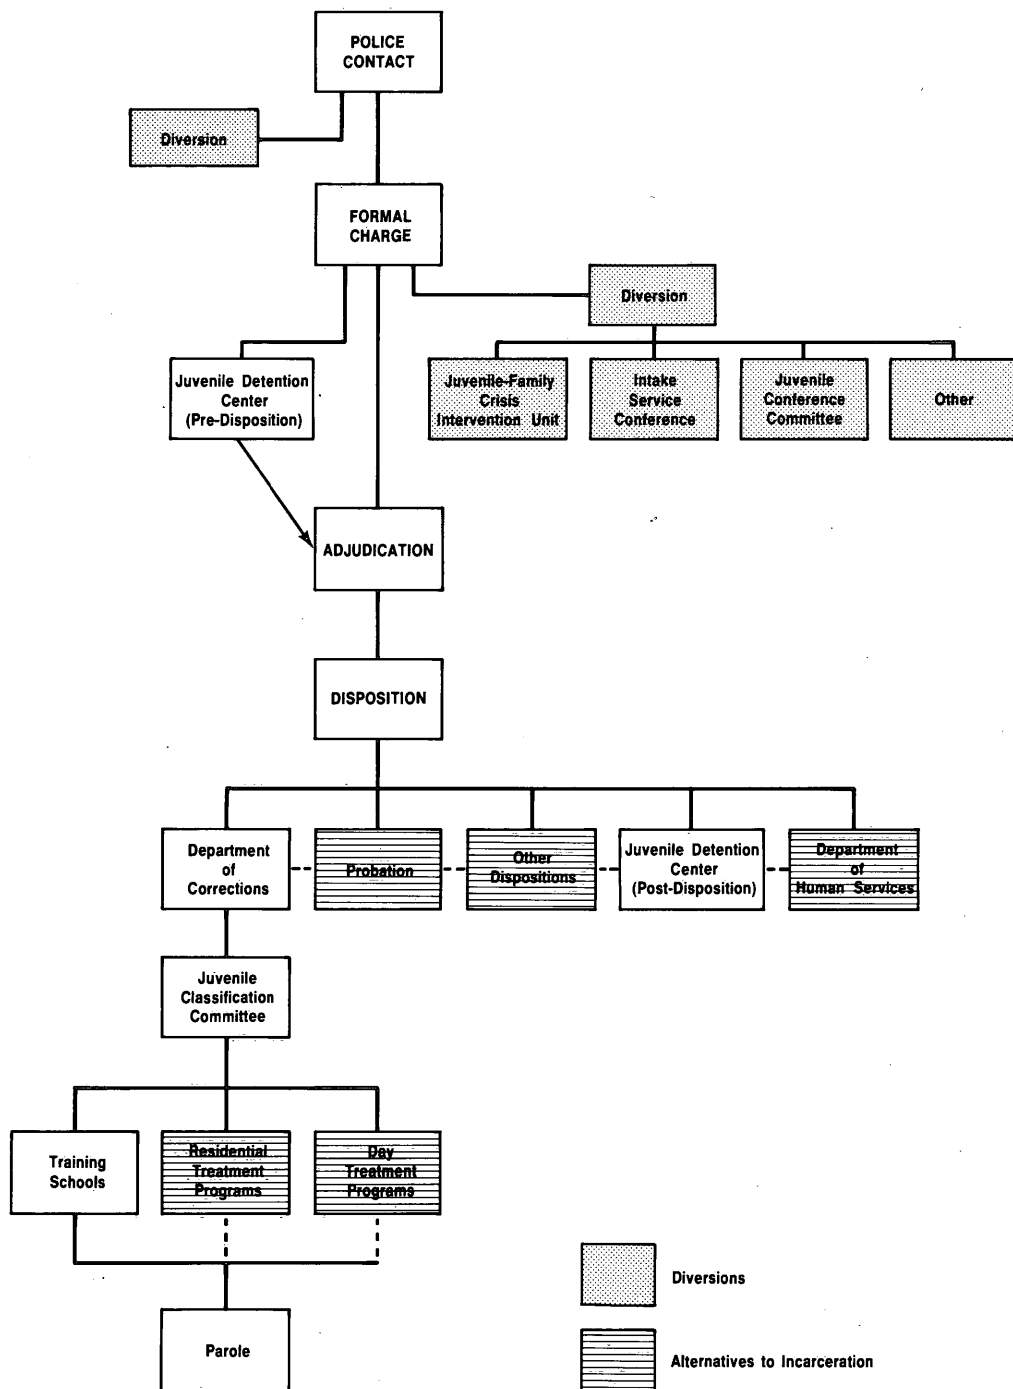 POLICE
CONTACT
Diversion
FORMAL
CHARGE
Diversion
Juvenile Detention
Center
(Pre-Disposition)
Juvenile-Family
Crisis
Intervention Unit
Intake
Service
Conference
Juvenile
Conference
Committee
Other
ADJUDICATION
DISPOSITION
Department
of
Corrections
Probation
Other
Dispositions
Juvenile Detention
Center
(Post-Disposition)
Department
of
Human Services
Juvenile
Classification
Committee
Training
Schools
Residential
Treatment
Programs
Day
Treatment
Programs
Diversions
Parole
Alternatives to Incarceration